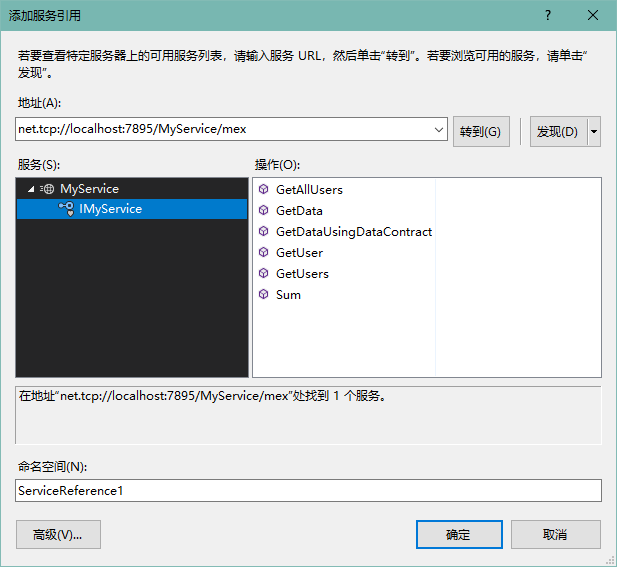 添加服务引用
?
若要查看特定服务器上的可用服务列表，请输入服务 URL，然后单击“转到”。若要浏览可用的服务，请单击“
发现”。
地址(A):
net.tcp://localhost:7895/MyService/mex
转到(G)
发现(D)
服务(S):
操作(O):
MyService
IMyService
GetAllUsers
GetData
GetDataUsingDataContract
GetUser
GetUsers
Sum
在地址“net.tcp://localhost:7895/MyService/mex”处找到 1 个服务。
命名空间(N):
ServiceReference1
高级(V)...
确定
取消